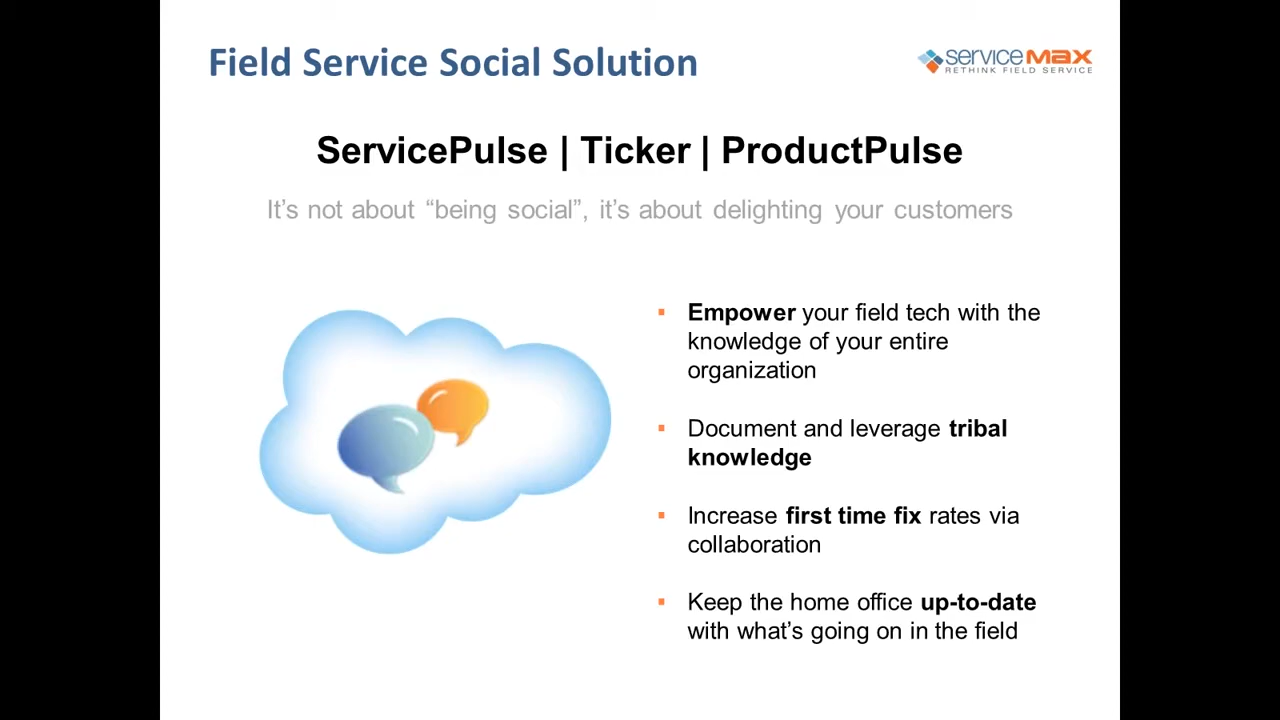 Field Service Social Solution
serviceMAX
RETHINK FIELD SERVICE
ServicePulse | Ticker | ProductPulse
It’s not about “being social”, it’s about delighting your customers
▪ Empower your field tech with the
knowledge of your entire
organization
▪ Document and leverage tribal
knowledge
▪ Increase first time fix rates via
collaboration
▪ Keep the home office up-to-date
with what’s going on in the field